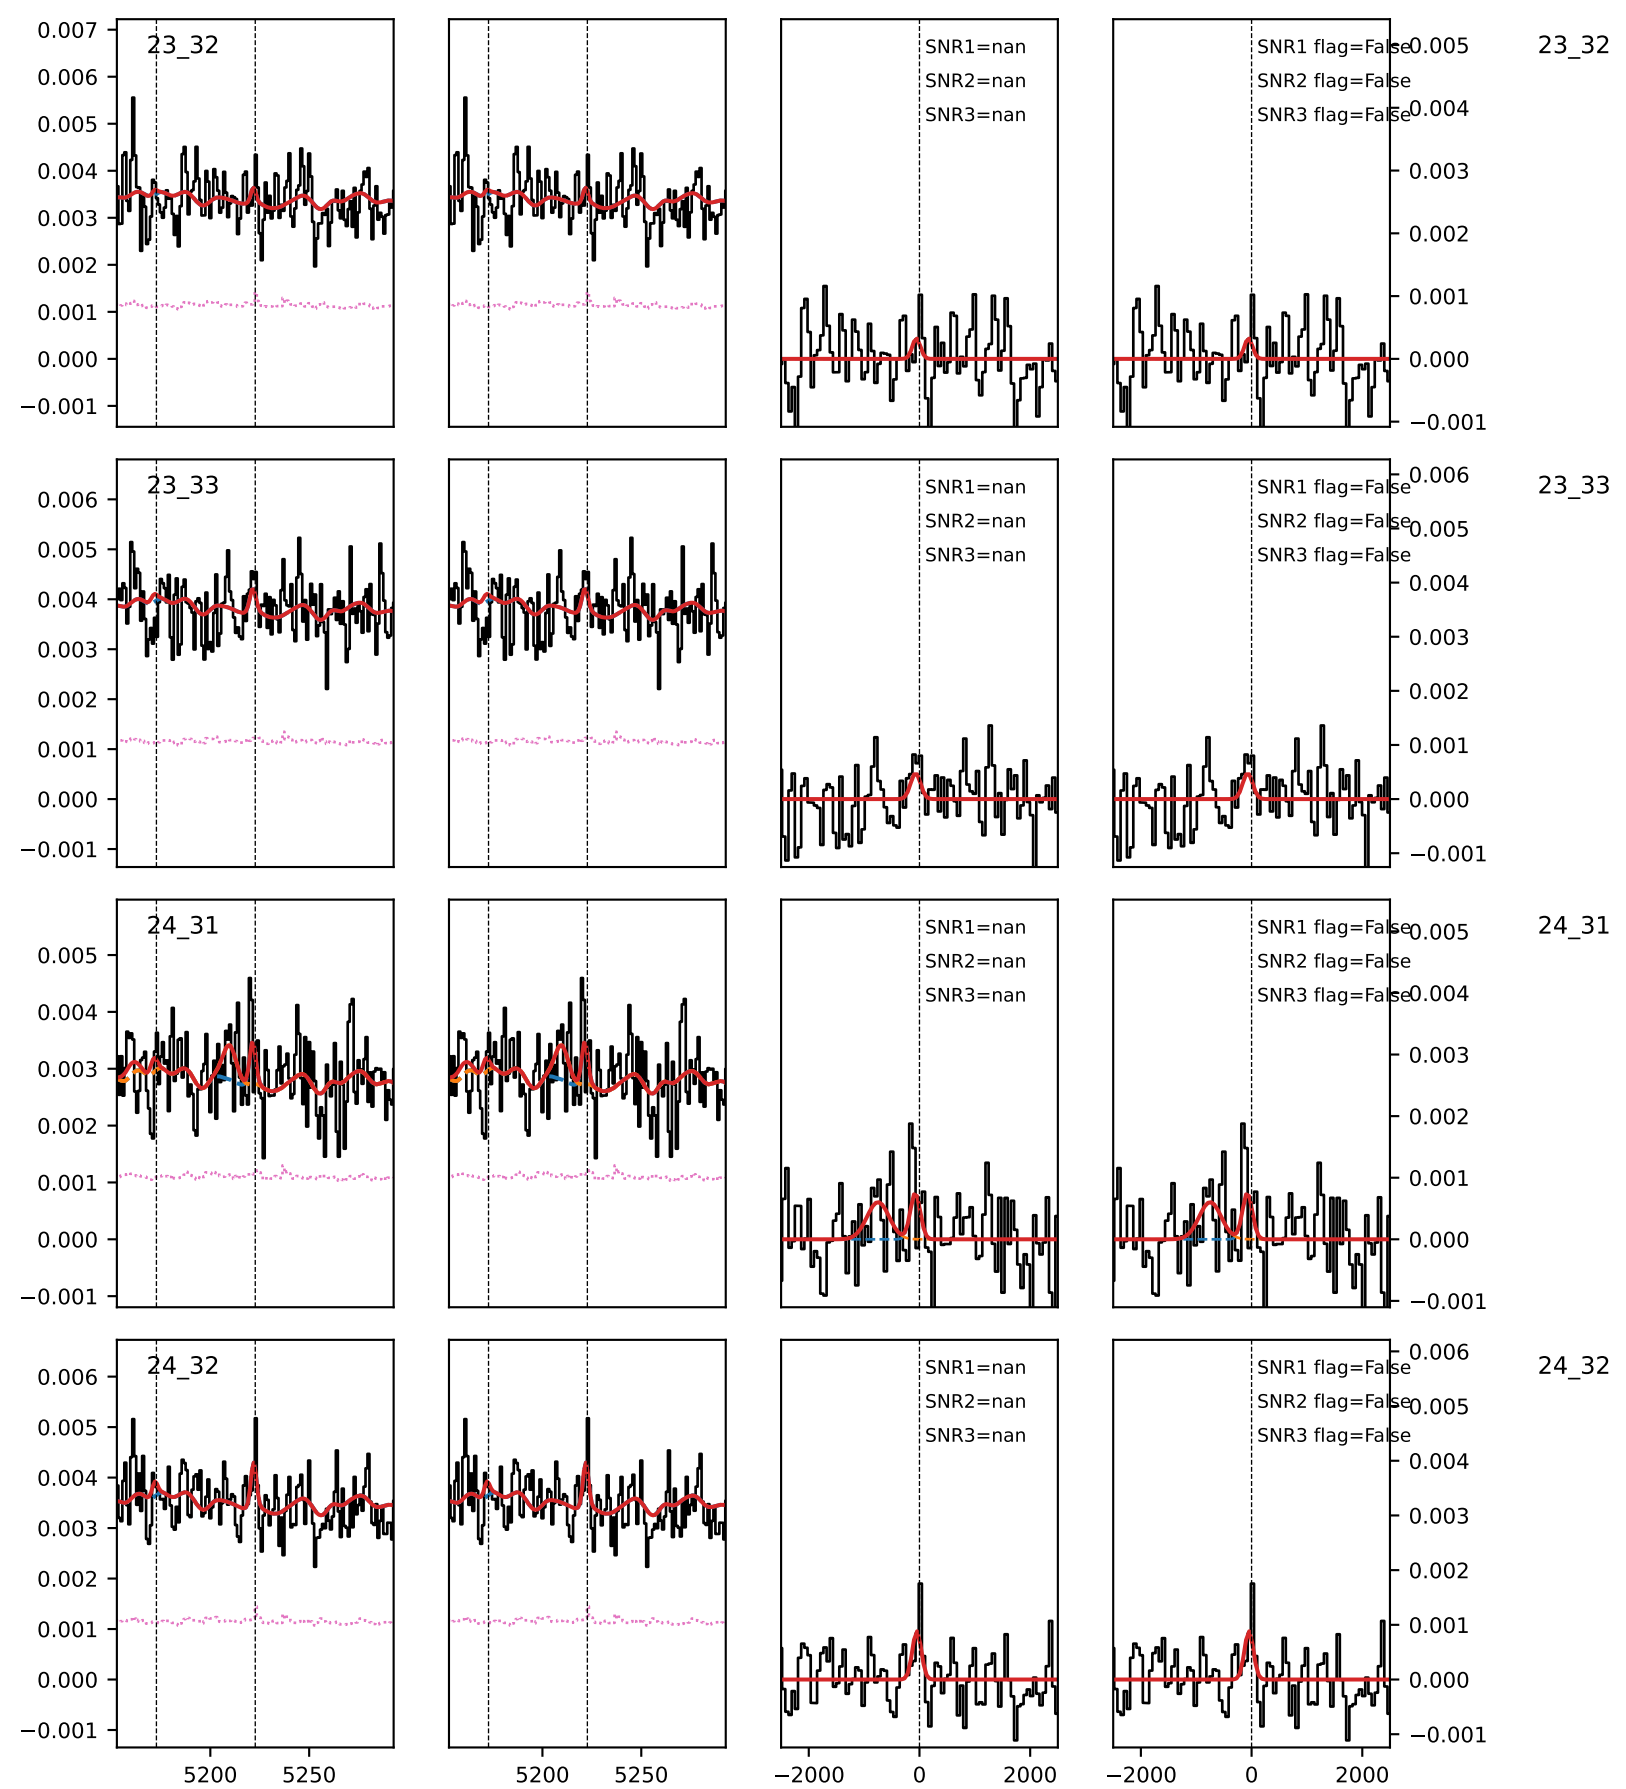 0.007
0.006
0.005
0.004
0.003
0.002
0.001
0.000
−0.001
23_32
SNR1=nan
SNR2=nan
SNR3=nan
SNR1 flag=False
SNR2 flag=False
SNR3 flag=False
0.005
0.004
0.003
0.002
0.001
0.000
−0.001
23_32
0.006
0.005
0.004
0.003
0.002
0.001
0.000
−0.001
23_33
SNR1=nan
SNR2=nan
SNR3=nan
SNR1 flag=False
SNR2 flag=False
SNR3 flag=False
0.006
0.005
0.004
0.003
0.002
0.001
0.000
−0.001
23_33
0.005
0.004
0.003
0.002
0.001
0.000
−0.001
24_31
SNR1=nan
SNR2=nan
SNR3=nan
SNR1 flag=False
SNR2 flag=False
SNR3 flag=False
0.005
0.004
0.003
0.002
0.001
0.000
−0.001
24_31
0.006
0.005
0.004
0.003
0.002
0.001
0.000
−0.001
24_32
SNR1=nan
SNR2=nan
SNR3=nan
SNR1 flag=False
SNR2 flag=False
SNR3 flag=False
0.006
0.005
0.004
0.003
0.002
0.001
0.000
−0.001
24_32
5200 5250
5200 5250
−2000 0 2000
−2000 0 2000